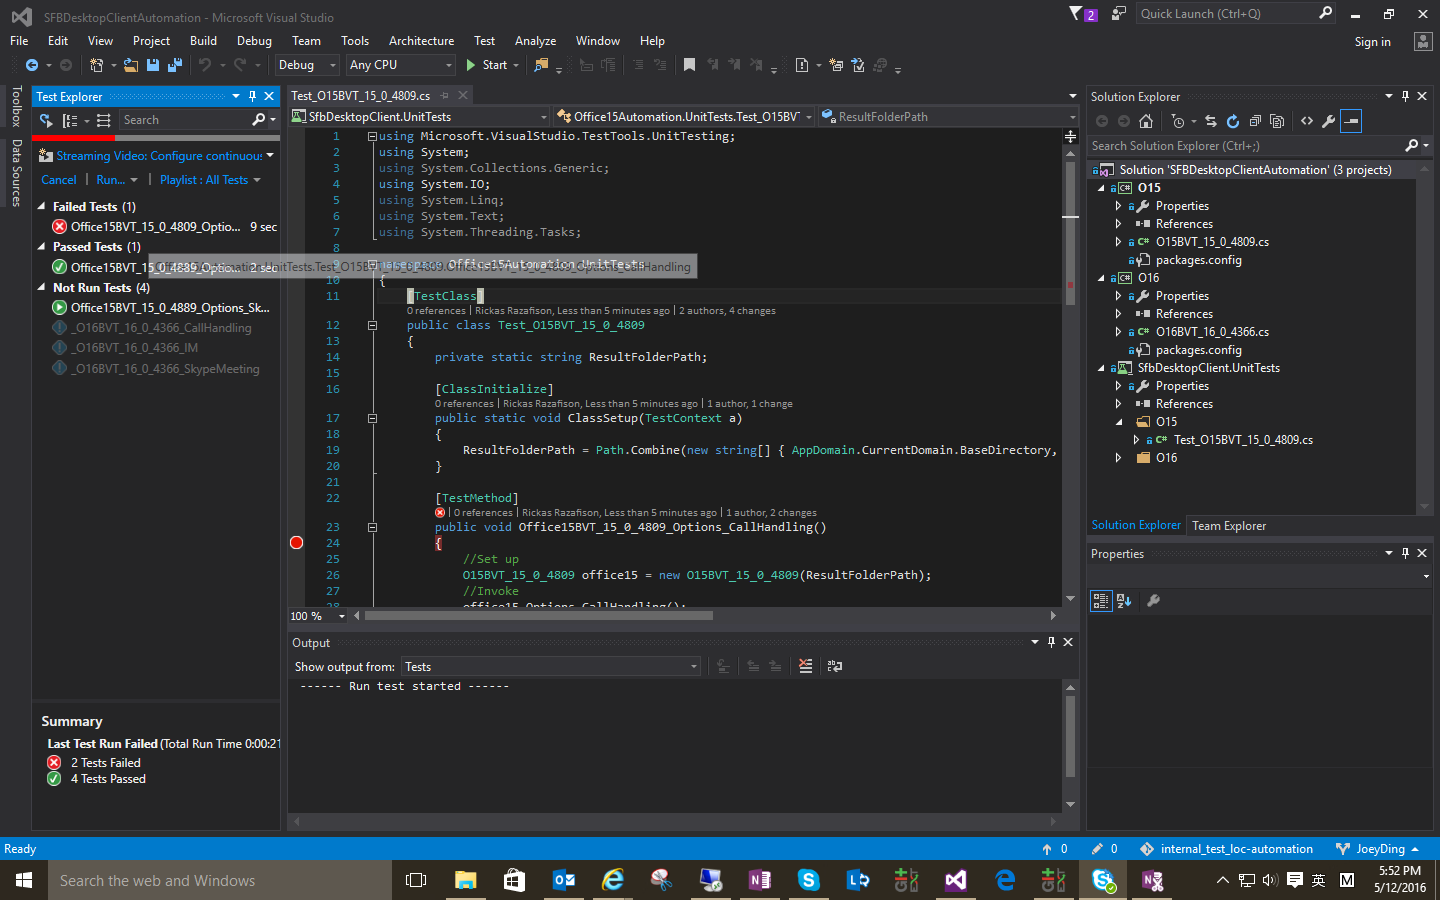 SFBDesktopClientAutomation - Microsoft Visual Studio
2
Quick Launch (Ctrl+Q)
File Edit View Project Build Debug Team Tools Architecture Test Analyze Window Help
Sign in
Debug Any CPU Start
Toolbox
Data Sources
Test Explorer
Search
Streaming Video: Configure continuous
Cancel | Run... | Playlist : All Tests
Failed Tests (1)
Office15BVT_15_0_4809_Optio... 9 sec
Passed Tests (1)
Office15BVT_15_0_4889_Optio... 2 sec
Not Run Tests (4)
Office15BVT_15_0_4889_Options_Sk...
_O16BVT_16_0_4366_CallHandling
_O16BVT_16_0_4366_IM
_O16BVT_16_0_4366_SkypeMeeting
Summary
Last Test Run Failed (Total Run Time 0:00:21
2 Tests Failed
4 Tests Passed
Test_O15BVT_15_0_4809.cs
SfbDesktopClient.UnitTests
Office15Automation.UnitTests.Test_O15BVT
ResultFolderPath
1 using Microsoft.VisualStudio.TestTools.UnitTesting;
2 using System;
3 using System.Collections.Generic;
4 using System.IO;
5 using System.Linq;
6 using System.Text;
7 using System.Threading.Tasks;
8
9 namespace Office15Automation.UnitTests
10 {
11 [TestClass]
0 references | Rickas Razafison, Less than 5 minutes ago | 2 authors, 4 changes
12 public class Test_O15BVT_15_0_4809
13 {
14 private static string ResultFolderPath;
15
16 [ClassInitialize]
0 references | Rickas Razafison, Less than 5 minutes ago | 1 author, 1 change
17 public static void ClassSetup(TestContext a)
18 {
19 ResultFolderPath = Path.Combine(new string[] { AppDomain.CurrentDomain.BaseDirectory,
20 }
21
22 [TestMethod]
| 0 references | Rickas Razafison, Less than 5 minutes ago | 1 author, 2 changes
23 public void Office15BVT_15_0_4809_Options_CallHandling()
24 {
25 //Set up
26 O15BVT_15_0_4809 office15 = new O15BVT_15_0_4809(ResultFolderPath);
27 //Invoke
28 office15.Options_CallHandling();
100 %
Output
Show output from: Tests
------ Run test started ------
Solution Explorer
Search Solution Explorer (Ctrl+;)
Solution 'SFBDesktopClientAutomation' (3 projects)
O15
Properties
References
O15BVT_15_0_4809.cs
packages.config
O16
Properties
References
O16BVT_16_0_4366.cs
packages.config
SfbDesktopClient.UnitTests
Properties
References
O15
Test_O15BVT_15_0_4809.cs
O16
Solution Explorer Team Explorer
Properties
Ready
0 0 internal_test_loc-automation JoeyDing
Search the web and Windows
英 M
5:52 PM
5/12/2016